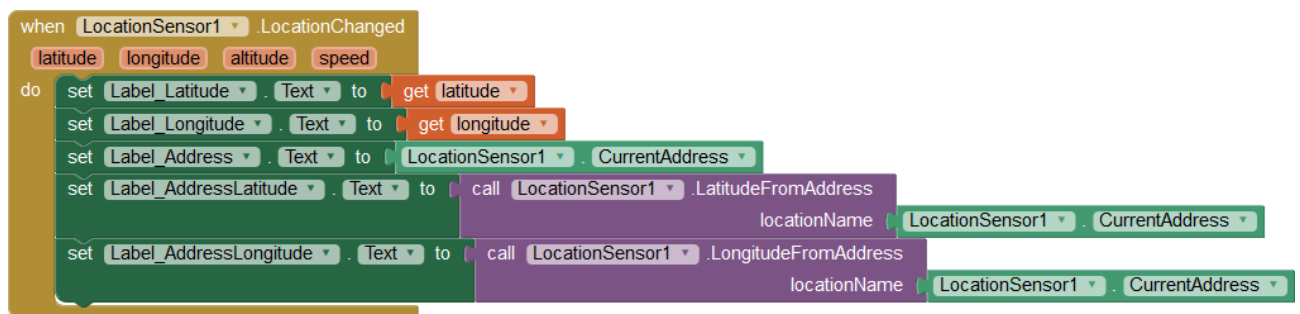 when LocationSensor1 .LocationChanged
latitude longitude altitude speed
do set Label_Latitude . Text to get latitude
set Label_Longitude . Text to get longitude
set Label_Address . Text to LocationSensor1 . CurrentAddress
set Label_AddressLatitude . Text to call LocationSensor1 .LatitudeFromAddress
locationName LocationSensor1 . CurrentAddress
set Label_AddressLongitude . Text to call LocationSensor1 .LongitudeFromAddress
locationName LocationSensor1 . CurrentAddress